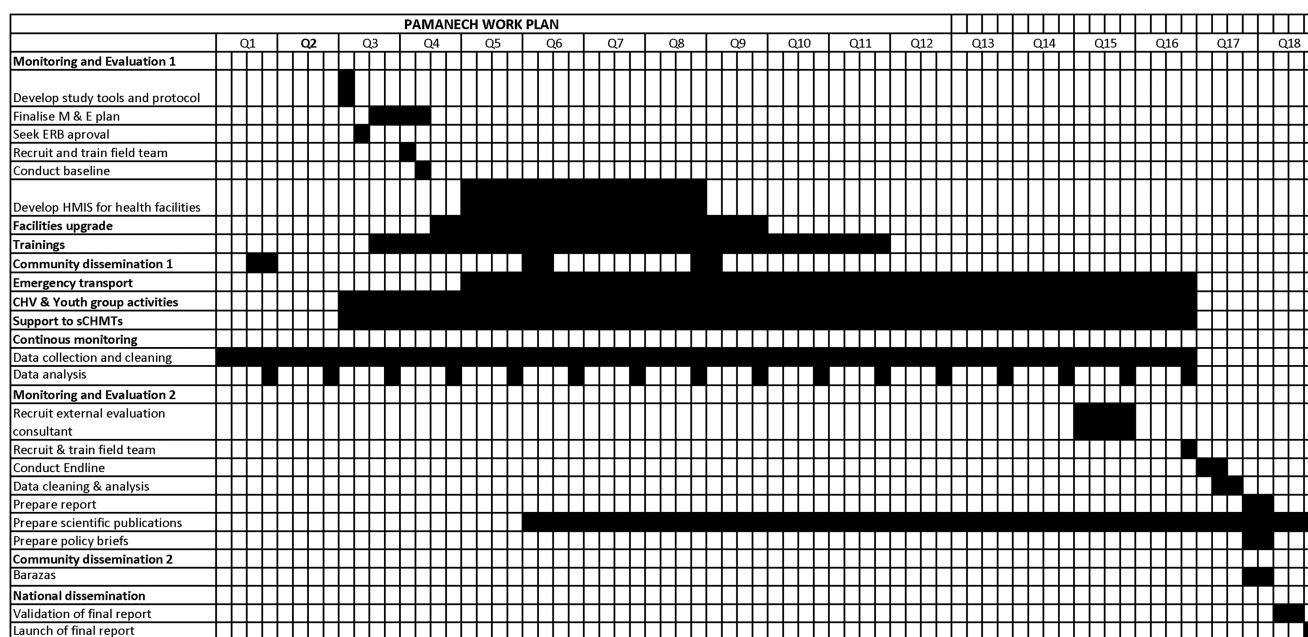 PAMANECH WORK PLAN
Q1 Q2 Q3 Q4 Q5 Q6 Q7 Q8 Q9 Q10 Q11 Q12 Q13 Q14 Q15 Q16 Q17 Q18
Monitoring and Evaluation 1
Develop study tools and protocol
Finalise M & E plan
Seek ERB aproval
Recruit and train field team
Conduct baseline
Develop HMIS for health facilities
Facilities upgrade
Trainings
Community dissemination 1
Emergency transport
CHV & Youth group activities
Support to sCHMTs
Continous monitoring
Data collection and cleaning
Data analysis
Monitoring and Evaluation 2
Recruit external evaluation
consultant
Recruit & train field team
Conduct Endline
Data cleaning & analysis
Prepare report
Prepare scientific publications
Prepare policy briefs
Community dissemination 2
Barazas
National dissemination
Validation of final report
Launch of final report